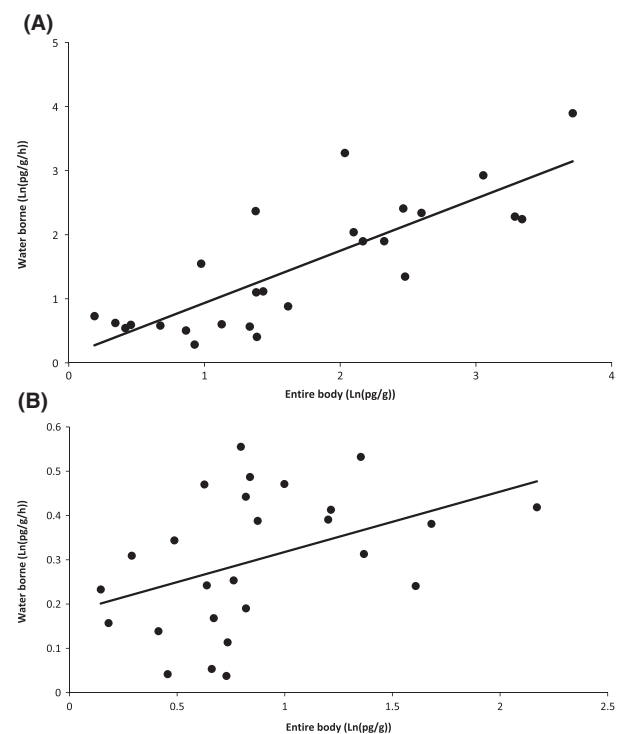 (A)
5
4
3
2
1
0
Water borne (Ln(pg/g/h))
0 1 2 3 4
Entire body (Ln(pg/g))
(B)
0.6
0.5
0.4
0.3
0.2
0.1
0
Water borne (Ln(pg/g/h))
0 0.5 1 1.5 2 2.5
Entire body (Ln(pg/g))